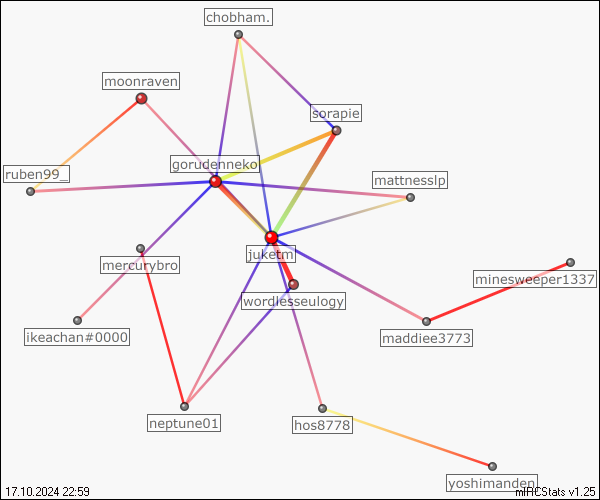 chobham.
moonraven
sorapie
gorudenneko
ruben99_
mattnesslp
juketm
mercurybro
minesweeper1337
wordlesseulogy
ikeachan#0000
maddiee3773
neptune01
hos8778
yoshimanden
17.10.2024 22:59
mIRCStats v1.25